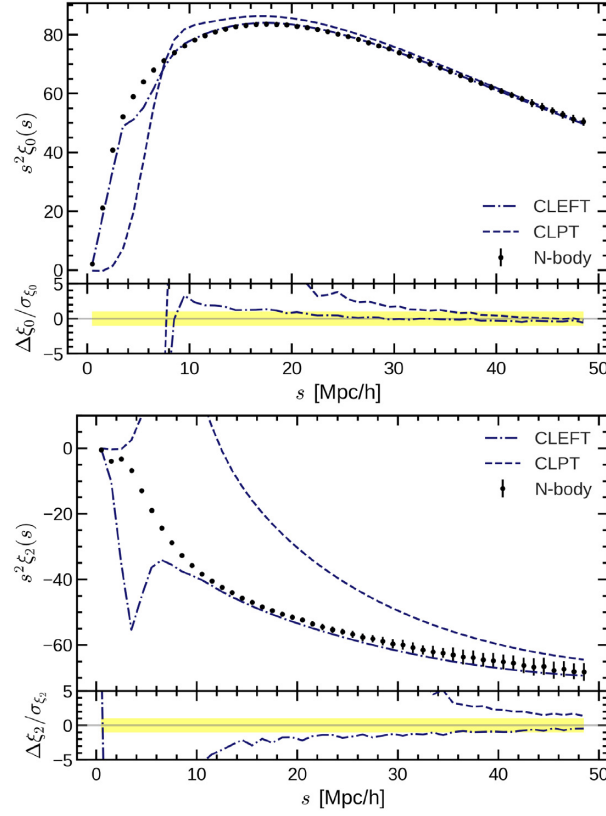 80
60
40
20
0
s²ξ₀(s)
CLEFT
CLPT
N-body
5
0
−5
Δξ₀/σ_ξ₀
0 10 20 30 40 50
s [Mpc/h]
0
−20
−40
−60
s²ξ₂(s)
CLEFT
CLPT
N-body
5
0
−5
Δξ₂/σ_ξ₂
0 10 20 30 40 50
s [Mpc/h]